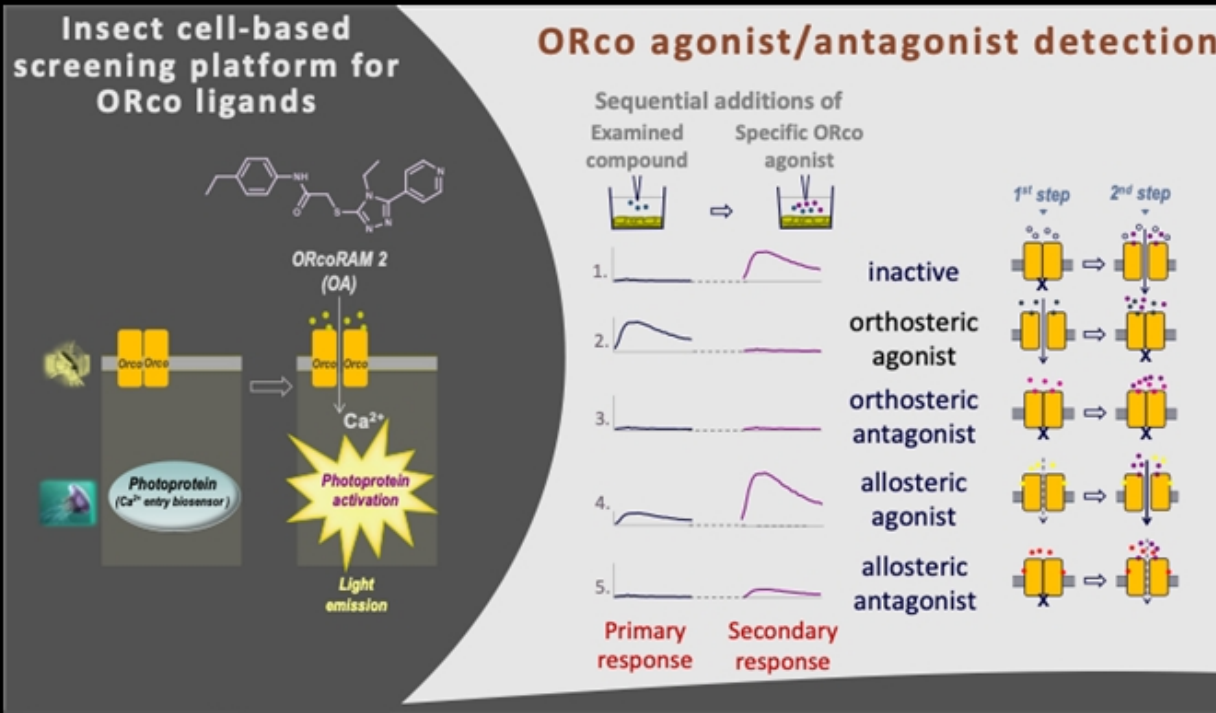 Insect cell-based
screening platform for
ORco ligands
NH
O
S
N
N
N
N
ORcoRAM 2
(OA)
Orco Orco
Orco Orco
Ca²⁺
Photoprotein
(Ca²⁺ entry biosensor)
Photoprotein
activation
Light
emission
ORco agonist/antagonist detection
Sequential additions of
Examined
compound
Specific ORco
agonist
1st step
2nd step
1.
inactive
X
2.
orthosteric
agonist
X
3.
orthosteric
antagonist
X
X
4.
allosteric
agonist
5.
allosteric
antagonist
X
Primary
response
Secondary
response